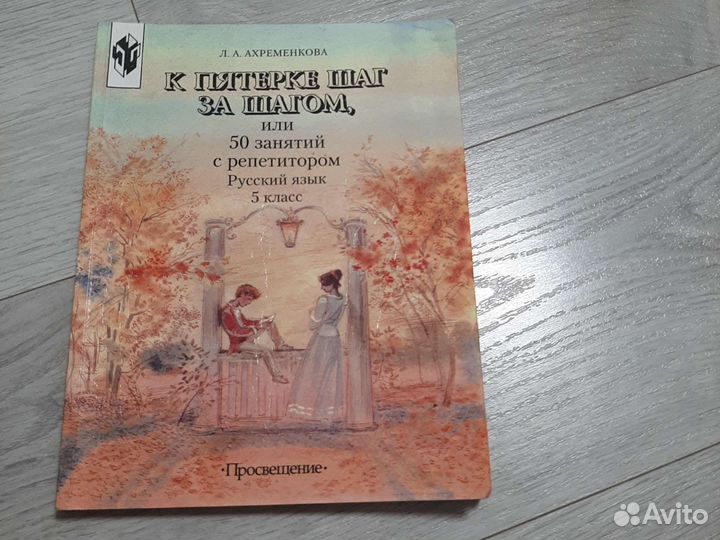 Л. А. АХРЕМЕНКОВА
К ПЯТЕРКЕ ШАГ
ЗА ШАГОМ,
или
50 занятий
с репетитором
Русский язык
5 класс
·Просвещение·
Avito